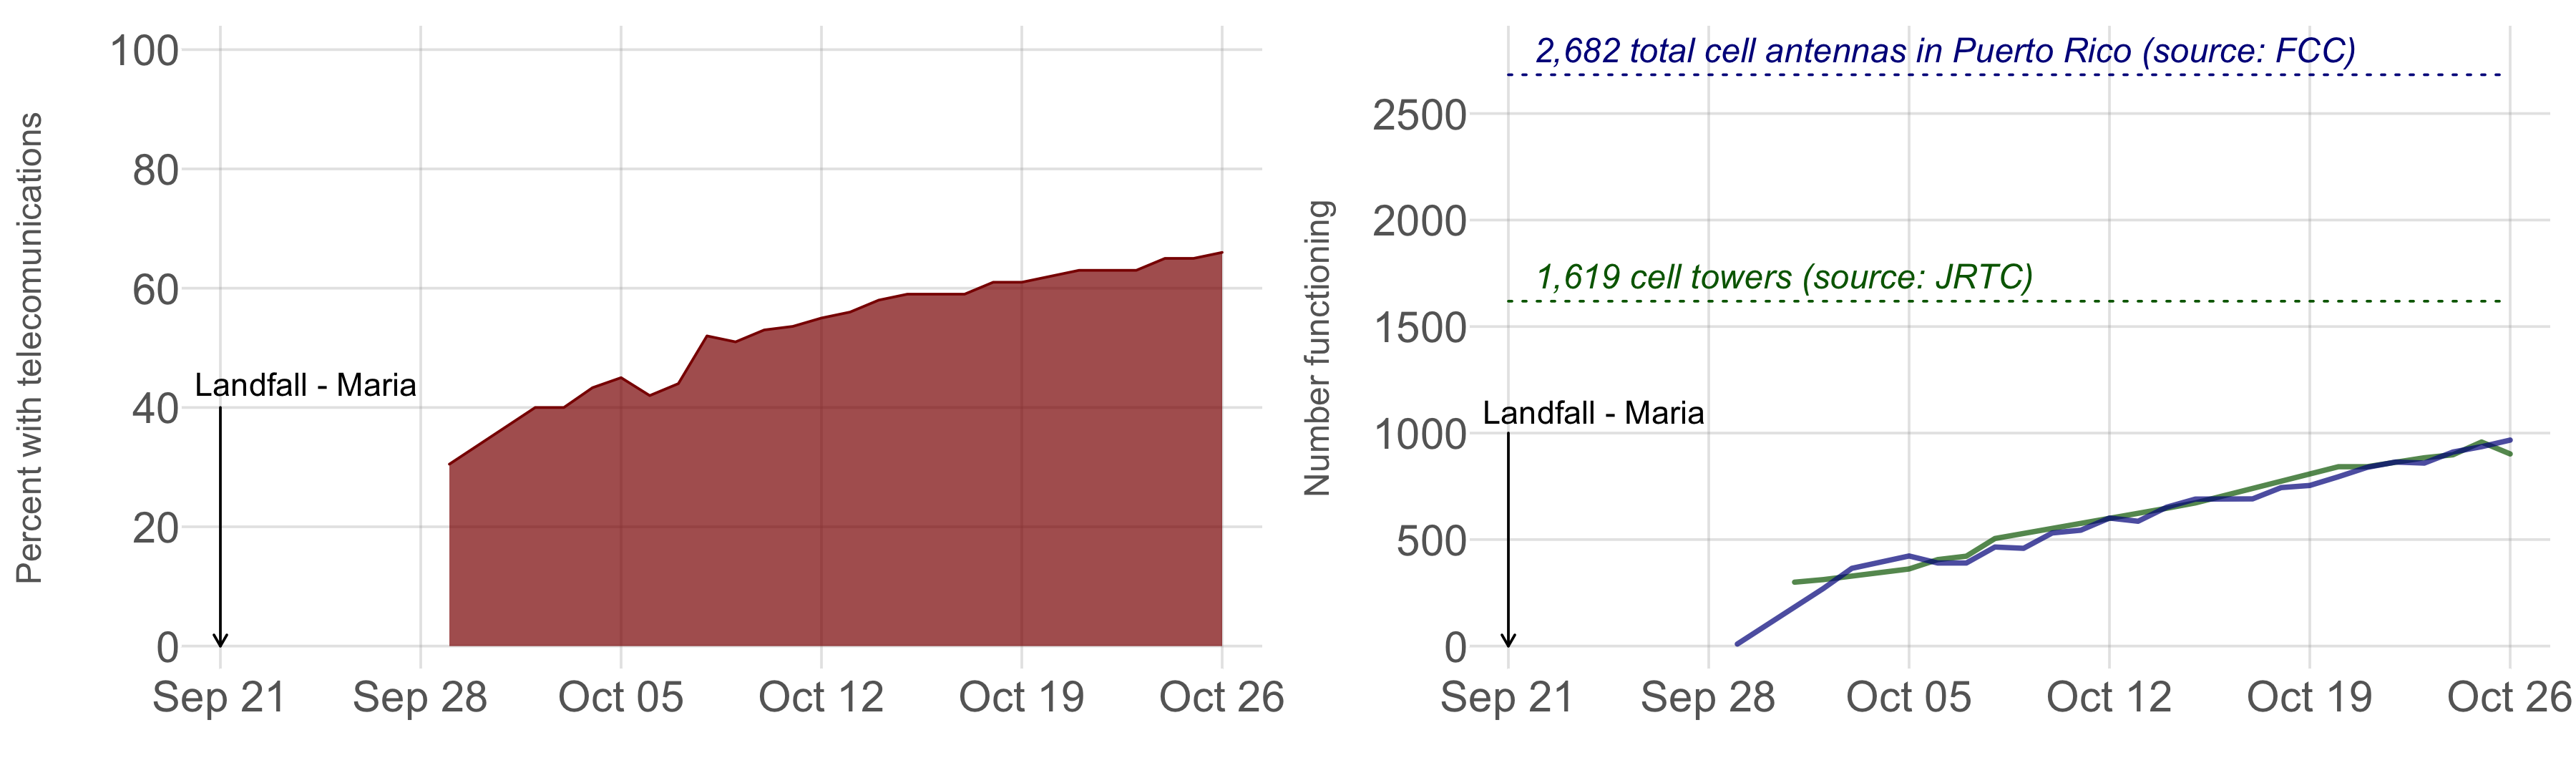 Percent with telecomunications
100
80
60
40
20
0
Landfall - Maria
Sep 21
Sep 28
Oct 05
Oct 12
Oct 19
Oct 26
Number functioning
2,682 total cell antennas in Puerto Rico (source: FCC)
2500
2000
1,619 cell towers (source: JRTC)
1500
Landfall - Maria
1000
500
0
Sep 21
Sep 28
Oct 05
Oct 12
Oct 19
Oct 26